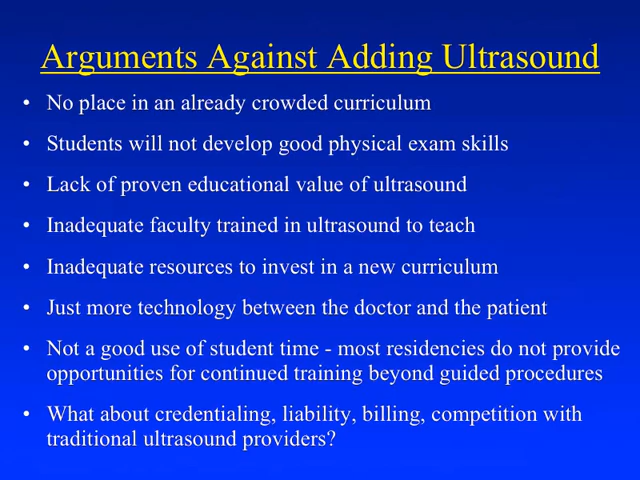 Arguments Against Adding Ultrasound
• No place in an already crowded curriculum
• Students will not develop good physical exam skills
• Lack of proven educational value of ultrasound
• Inadequate faculty trained in ultrasound to teach
• Inadequate resources to invest in a new curriculum
• Just more technology between the doctor and the patient
• Not a good use of student time - most residencies do not provide
opportunities for continued training beyond guided procedures
• What about credentialing, liability, billing, competition with
traditional ultrasound providers?